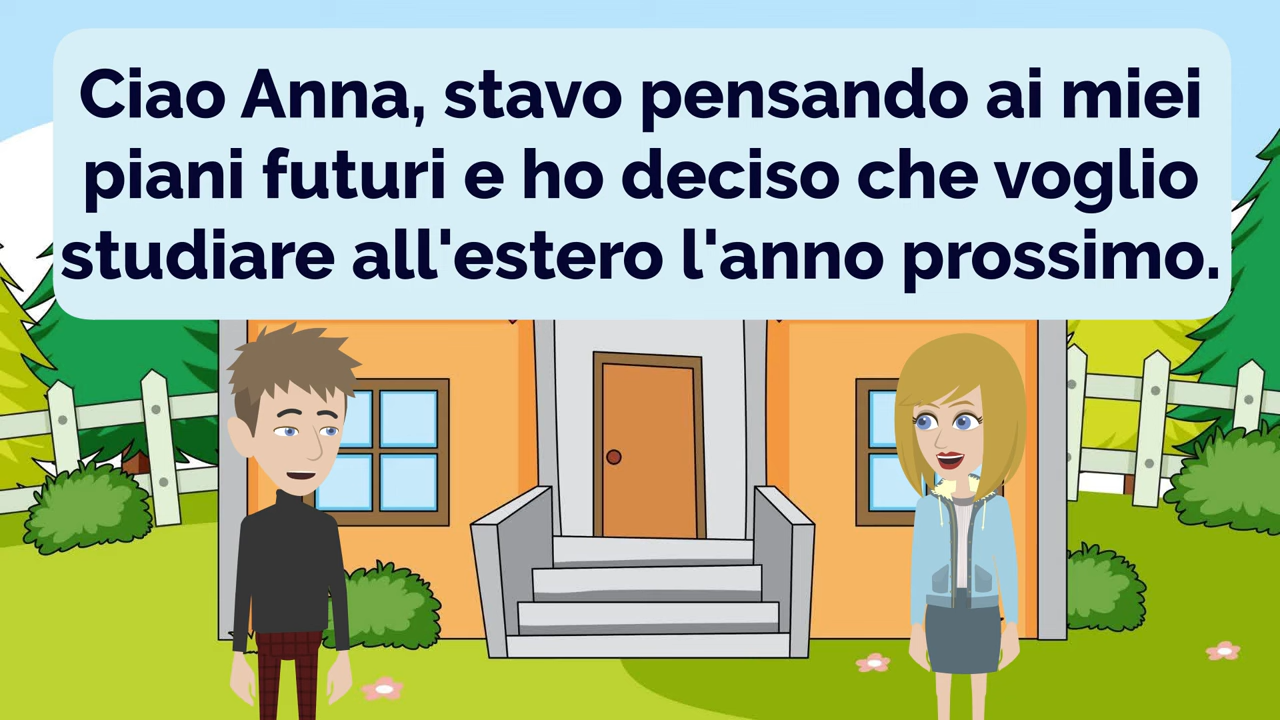 Ciao Anna, stavo pensando ai miei
piani futuri e ho deciso che voglio
studiare all'estero l'anno prossimo.